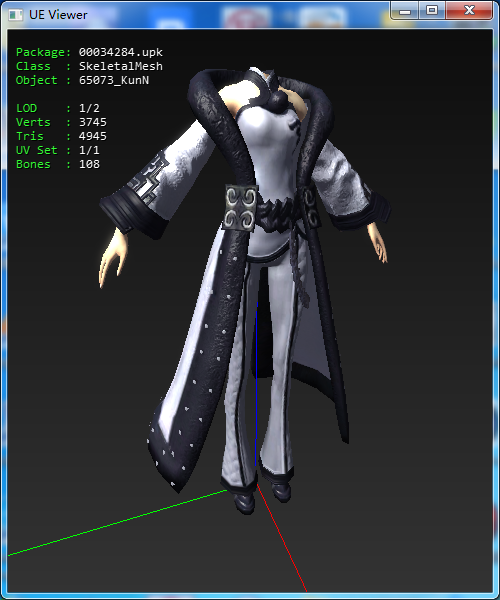 UE Viewer
Package: 00034284.upk
Class : SkeletalMesh
Object : 65073_KunN
LOD : 1/2
Verts : 3745
Tris : 4945
UV Set : 1/1
Bones : 108